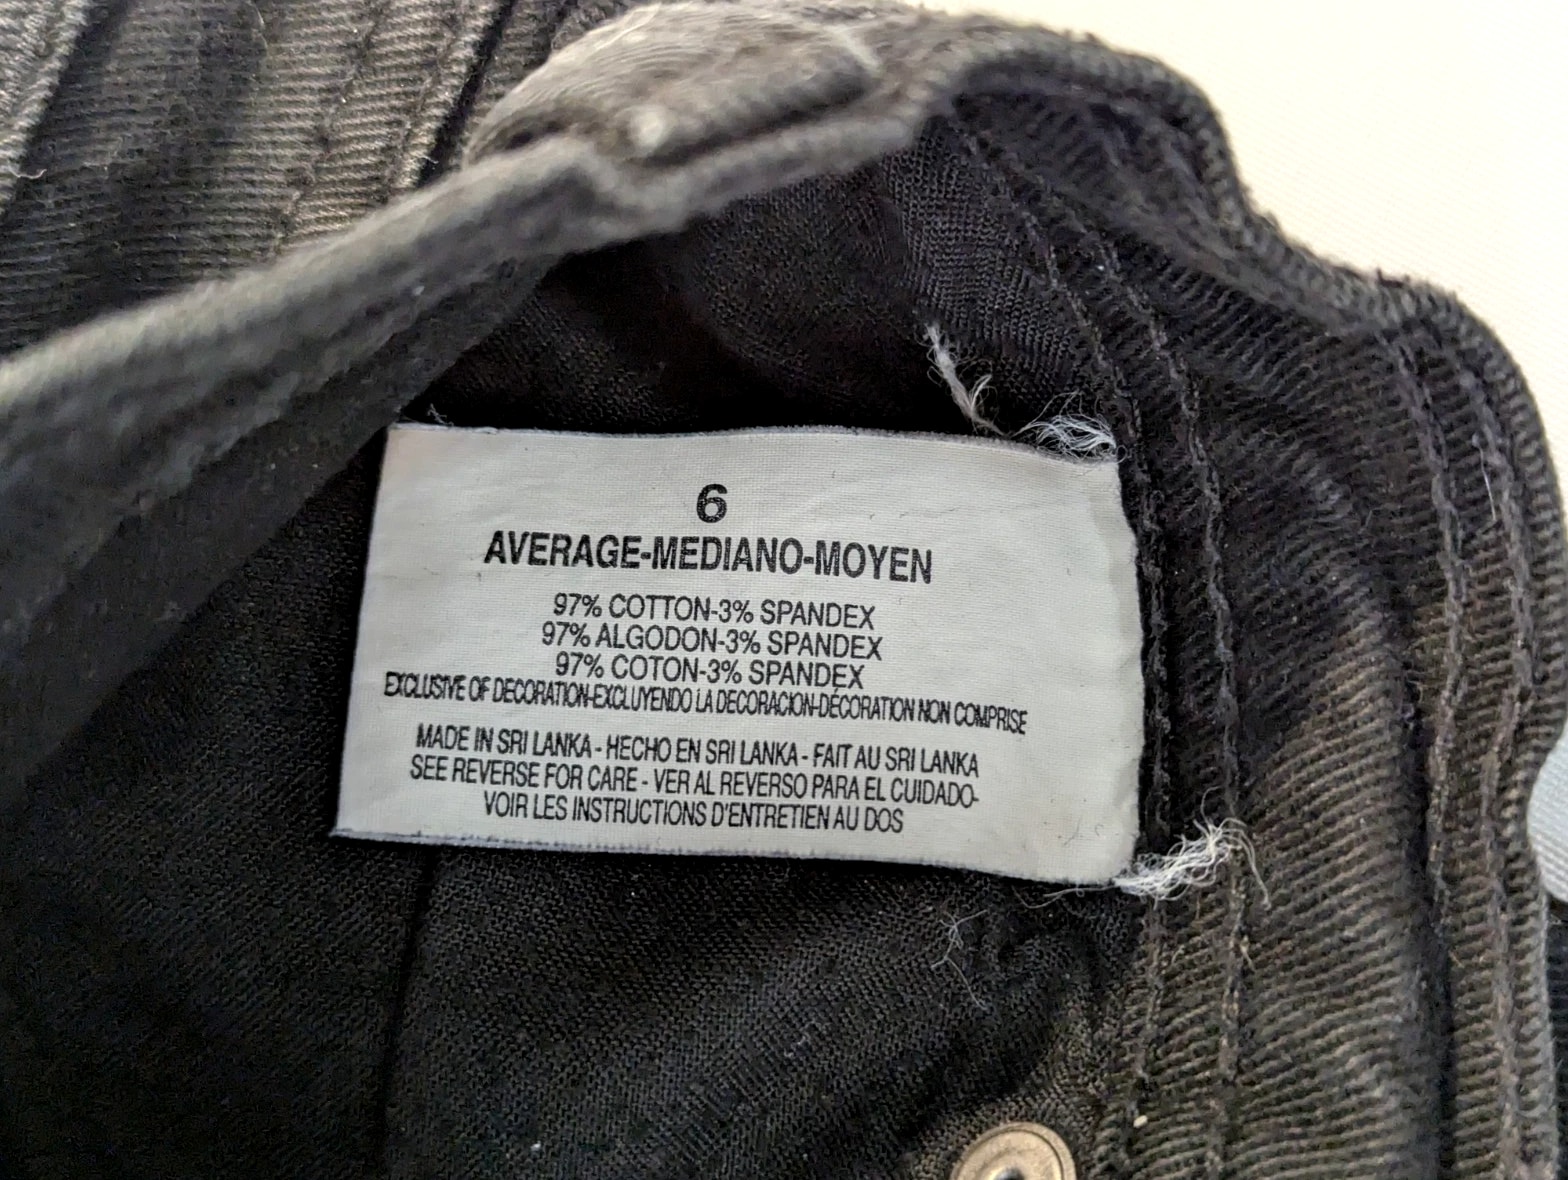 6
AVERAGE-MEDIANO-MOYEN
97% COTTON-3% SPANDEX
97% ALGODON-3% SPANDEX
97% COTON-3% SPANDEX
EXCLUSIVE OF DECORATION-EXCLUYENDO LA DECORACION-DECORATION NON COMPRISE
MADE IN SRI LANKA - HECHO EN SRI LANKA - FAIT AU SRI LANKA
SEE REVERSE FOR CARE - VER AL REVERSO PARA EL CUIDADO-
VOIR LES INSTRUCTIONS D'ENTRETIEN AU DOS